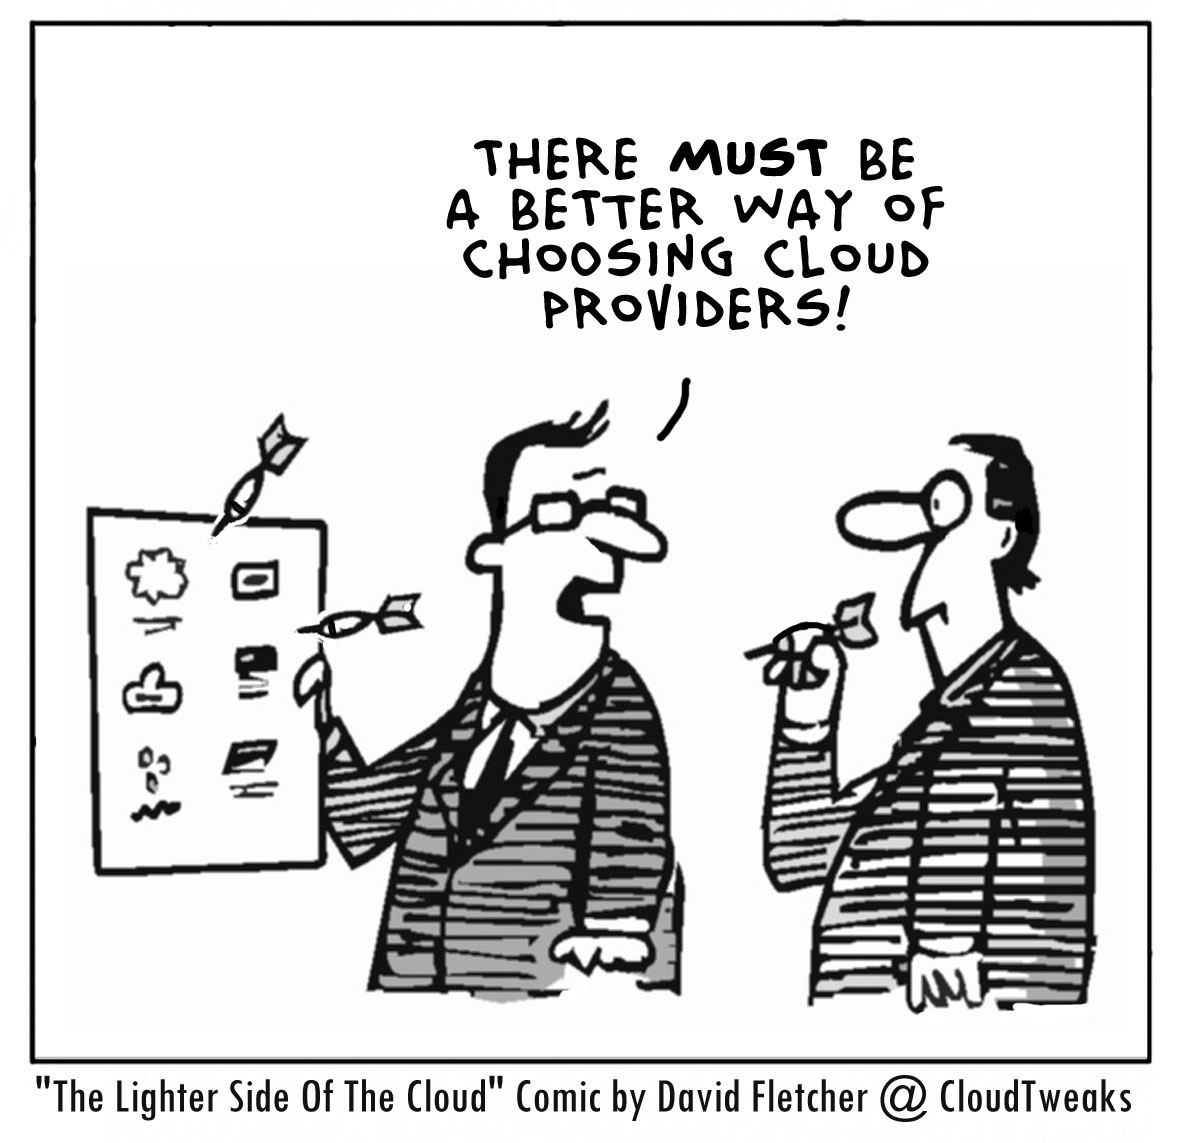 THERE MUST BE
A BETTER WAY OF
CHOOSING CLOUD
PROVIDERS!
"The Lighter Side Of The Cloud" Comic by David Fletcher @ CloudTweaks